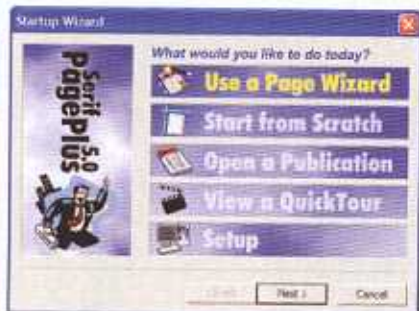 Startup Wizard
What would you like to do today?
Serif
PagePlus 5.0
Use a Page Wizard
Start from Scratch
Open a Publication
View a QuickTour
Setup
Next >
Cancel